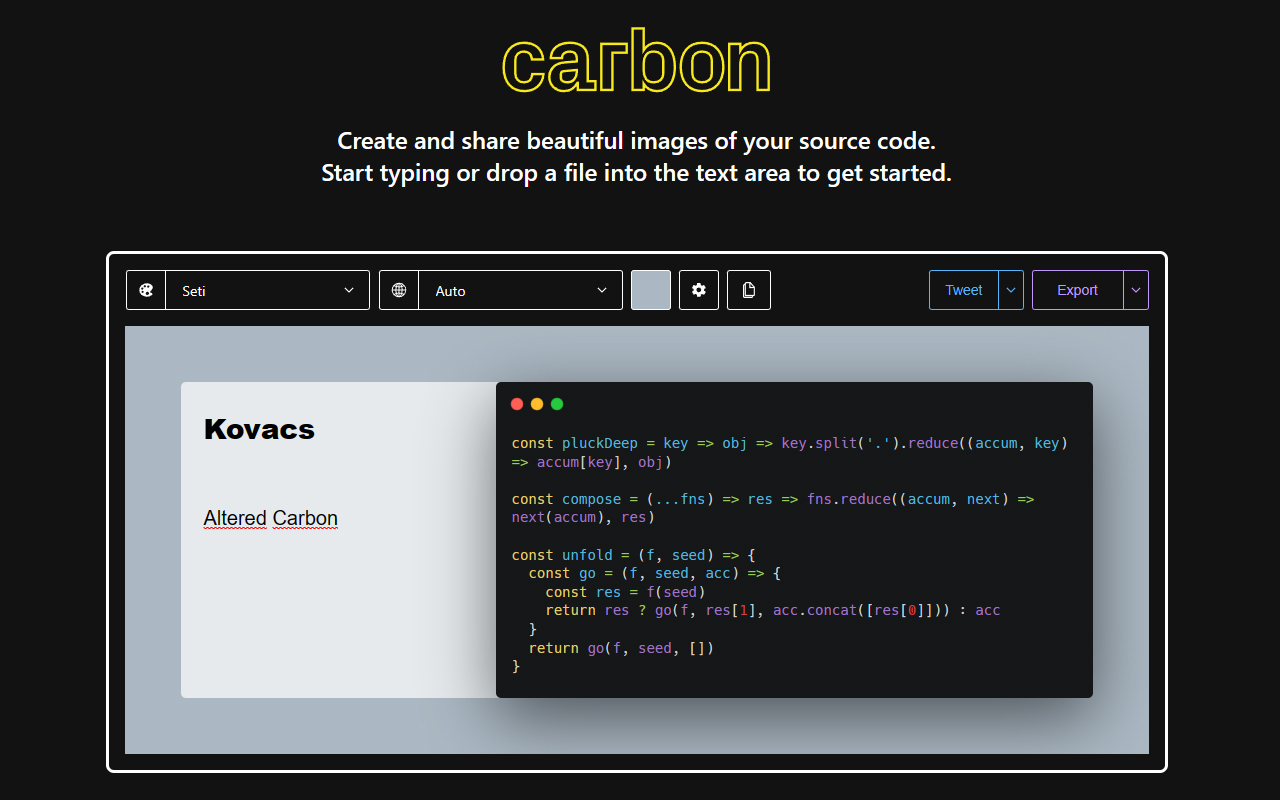 carbon
Create and share beautiful images of your source code.
Start typing or drop a file into the text area to get started.
Seti
Auto
Tweet
Export
Kovacs
Altered Carbon
const pluckDeep = key => obj => key.split('.').reduce((accum, key)
=> accum[key], obj)
const compose = (...fns) => res => fns.reduce((accum, next) =>
next(accum), res)
const unfold = (f, seed) => {
  const go = (f, seed, acc) => {
    const res = f(seed)
    return res ? go(f, res[1], acc.concat([res[0]])) : acc
  }
  return go(f, seed, [])
}